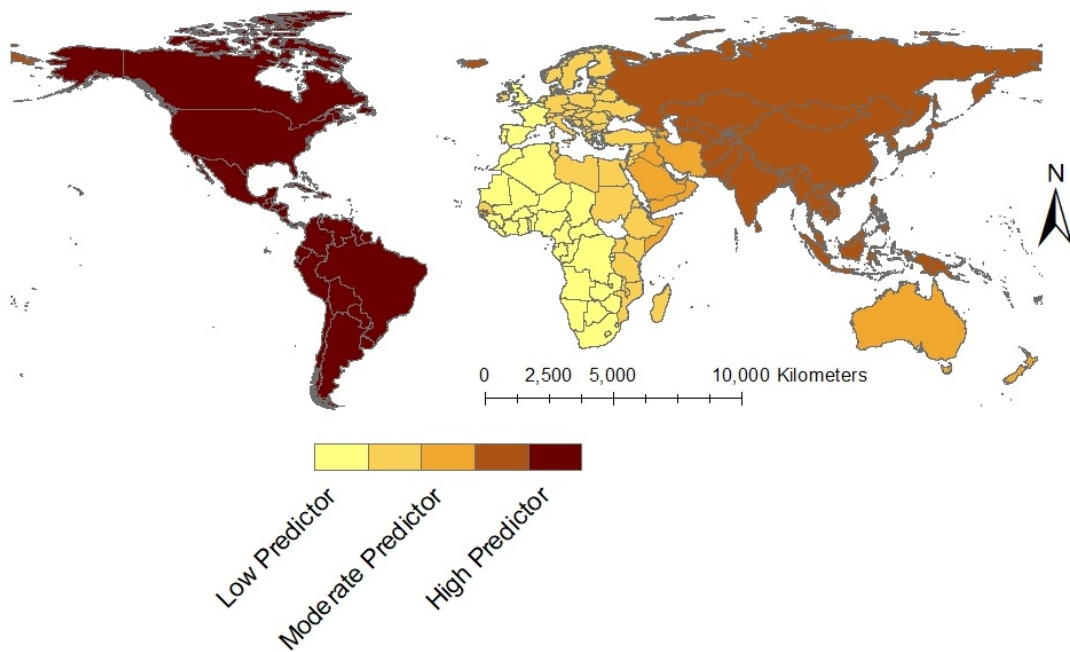 N
0 2,500 5,000 10,000 Kilometers
Low Predictor
Moderate Predictor
High Predictor